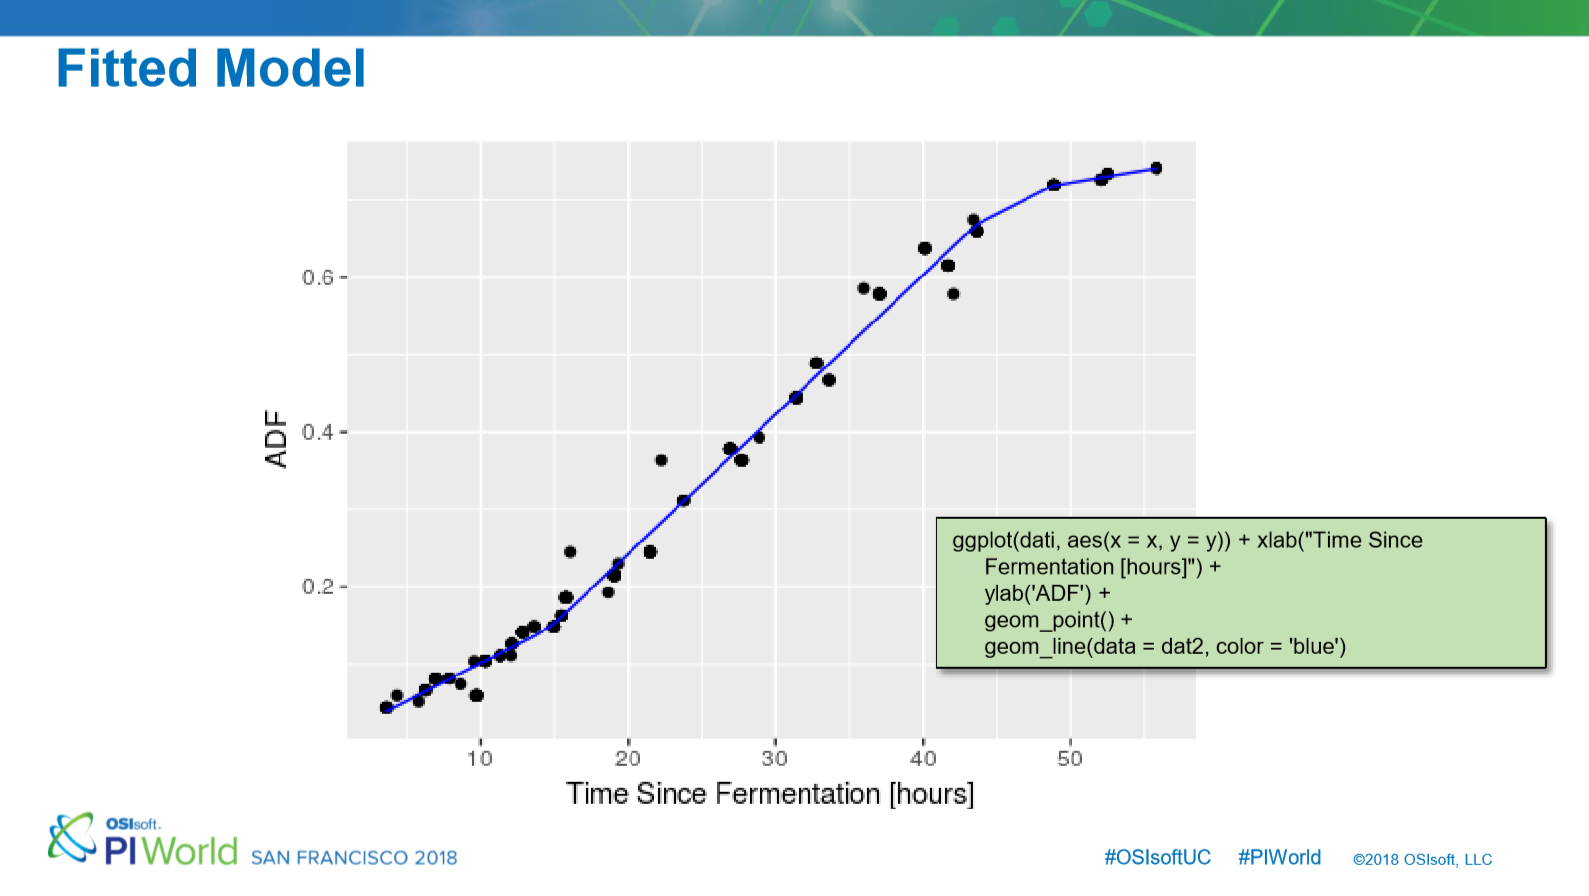 Fitted Model
0.6
0.4
0.2
ADF
10 20 30 40 50
Time Since Fermentation [hours]
ggplot(dati, aes(x = x, y = y)) + xlab("Time Since
Fermentation [hours]") +
ylab('ADF') +
geom_point() +
geom_line(data = dat2, color = 'blue')
OSIsoft.
PI World SAN FRANCISCO 2018
#OSIsoftUC #PIWorld ©2018 OSIsoft, LLC